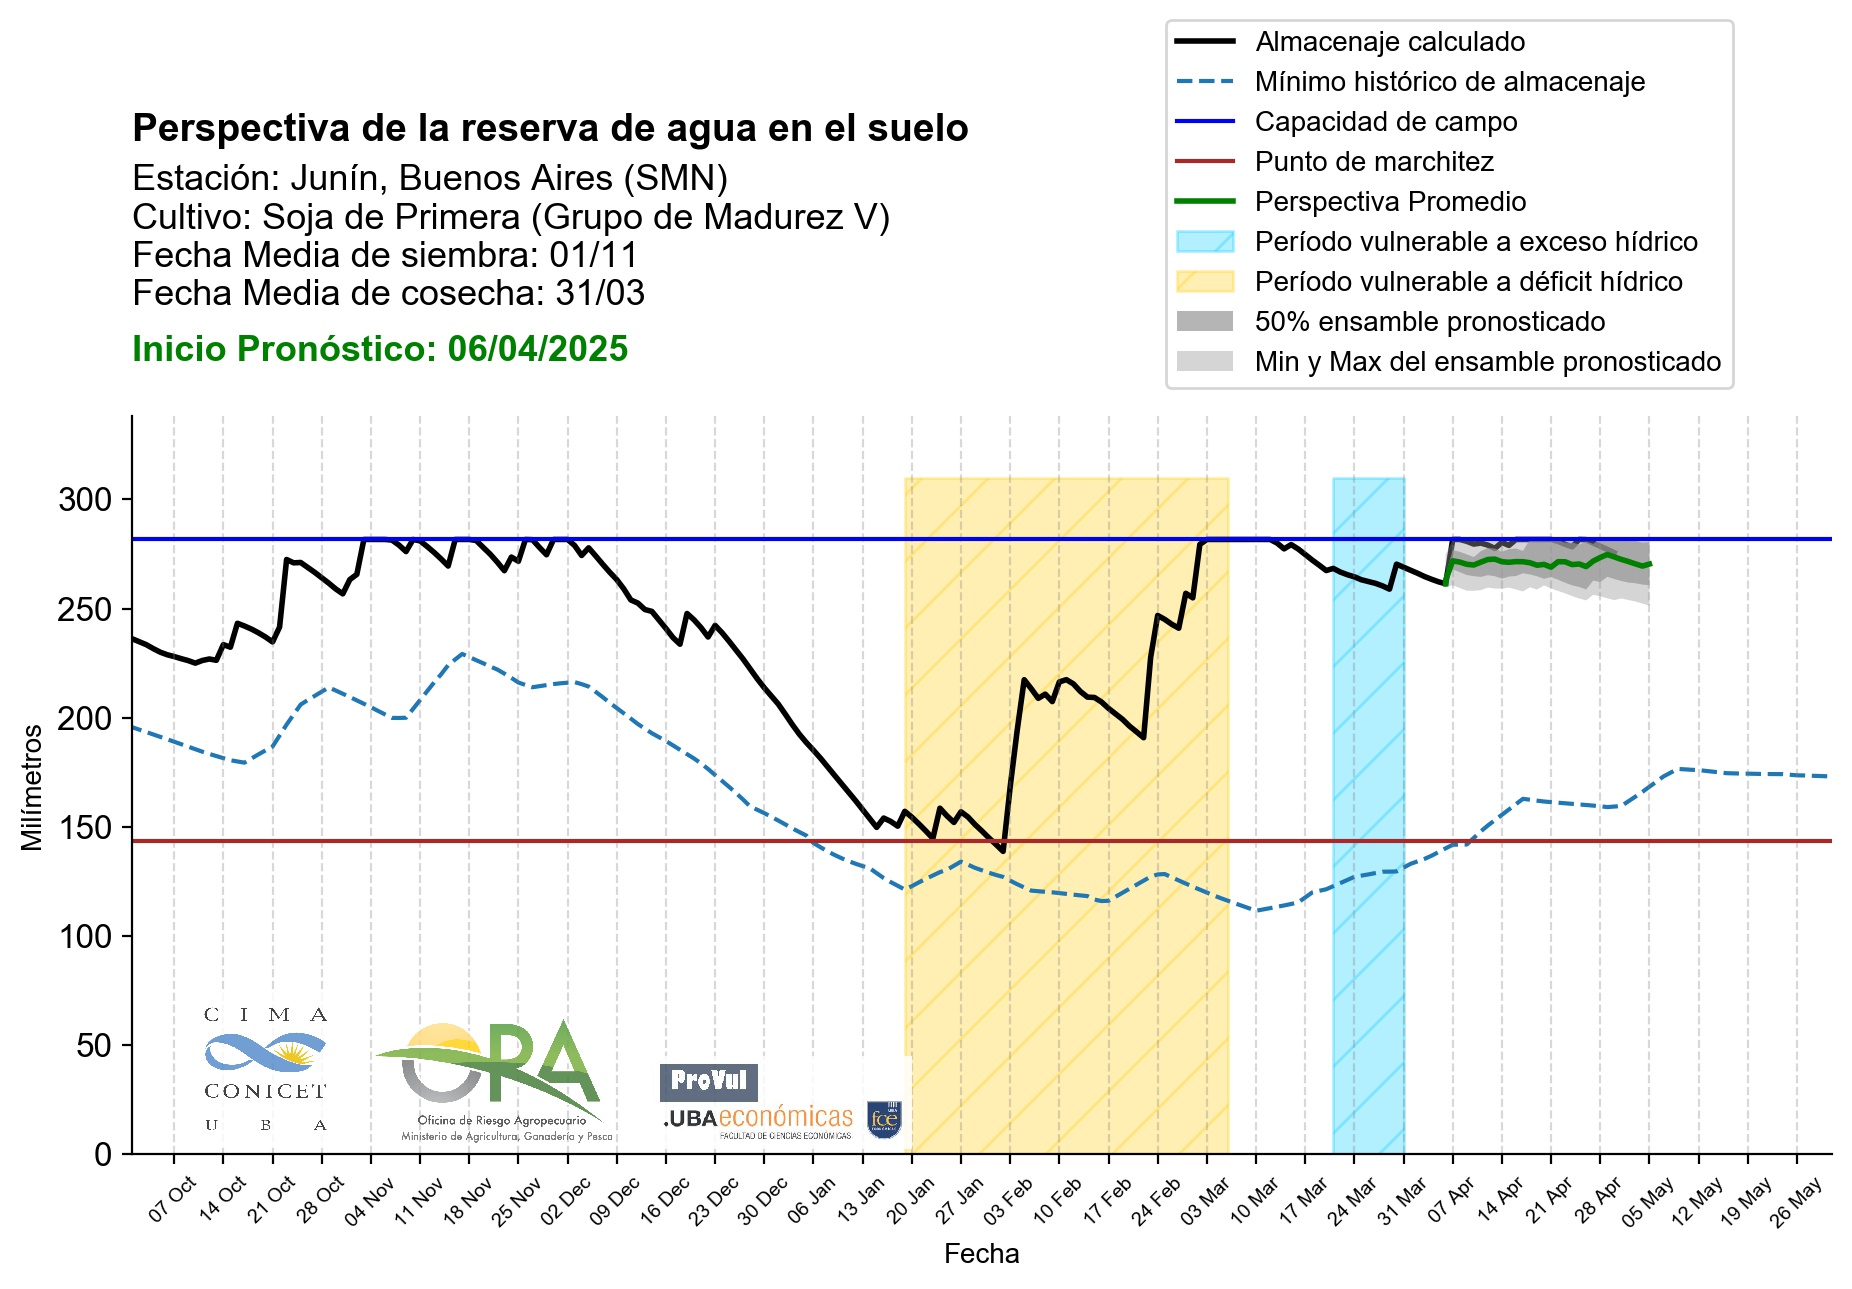 Almacenaje calculado
Mínimo histórico de almacenaje
Capacidad de campo
Punto de marchitez
Perspectiva Promedio
Período vulnerable a exceso hídrico
Período vulnerable a déficit hídrico
50% ensamble pronosticado
Min y Max del ensamble pronosticado
Perspectiva de la reserva de agua en el suelo
Estación: Junín, Buenos Aires (SMN)
Cultivo: Soja de Primera (Grupo de Madurez V)
Fecha Media de siembra: 01/11
Fecha Media de cosecha: 31/03
Inicio Pronóstico: 06/04/2025
Milímetros
300
250
200
150
100
50
0
CIMA
CONICET
UBA
ORA
Oficina de Riesgo Agropecuario
Ministerio de Agricultura, Ganadería y Pesca
ProVul
.UBAeconómicas
FACULTAD DE CIENCIAS ECONÓMICAS
UBA
fce
ECONÓMICAS
07 Oct
14 Oct
21 Oct
28 Oct
04 Nov
11 Nov
18 Nov
25 Nov
02 Dec
09 Dec
16 Dec
23 Dec
30 Dec
06 Jan
13 Jan
20 Jan
27 Jan
03 Feb
10 Feb
17 Feb
24 Feb
03 Mar
10 Mar
17 Mar
24 Mar
31 Mar
07 Apr
14 Apr
21 Apr
28 Apr
05 May
12 May
19 May
26 May
Fecha